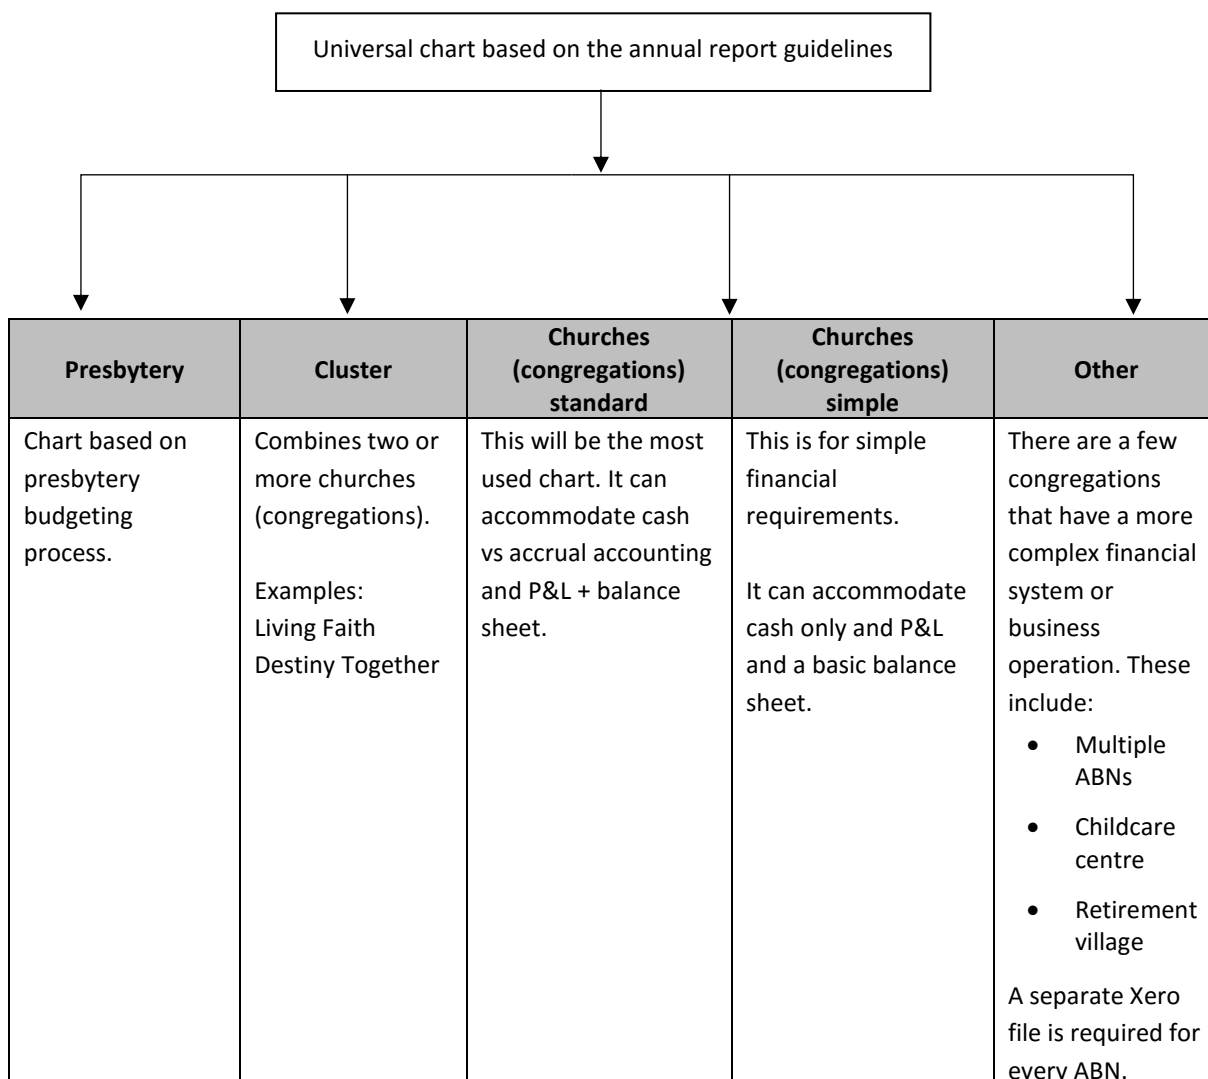 Universal chart based on the annual report guidelines
Presbytery
Cluster
Churches
(congregations)
standard
Churches
(congregations)
simple
Other
Chart based on
presbytery
budgeting
process.
Combines two or
more churches
(congregations).
Examples:
Living Faith
Destiny Together
This will be the most
used chart. It can
accommodate cash
vs accrual accounting
and P&L + balance
sheet.
This is for simple
financial
requirements.
It can accommodate
cash only and P&L
and a basic balance
sheet.
There are a few
congregations
that have a more
complex financial
system or
business
operation. These
include:
• Multiple
ABNs
• Childcare
centre
• Retirement
village
A separate Xero
file is required for
every ABN.